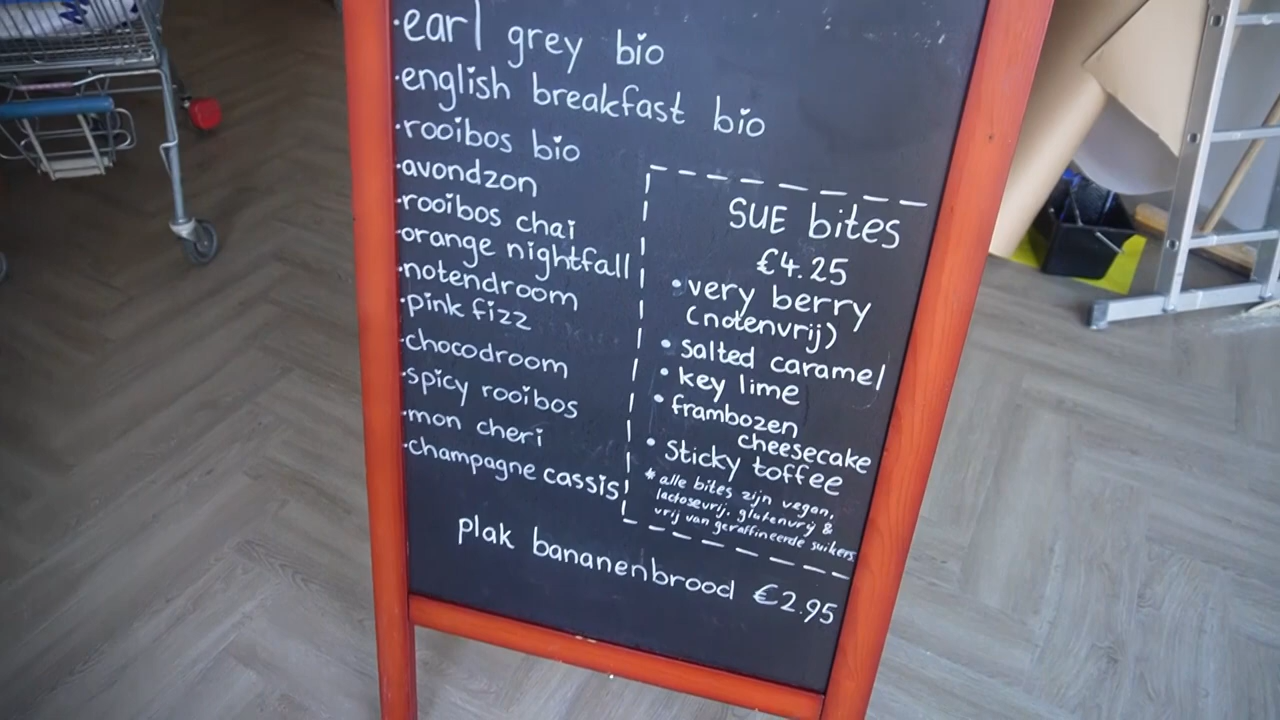 ·earl grey bio
·english breakfast bio
·rooibos bio
·avondzon
·rooibos chai
·orange nightfall
·notendroom
·pink fizz
·chocodroom
·spicy rooibos
·mon cheri
·champagne cassis
SUE bites
€4.25
• very berry
(notenvrij)
• salted caramel
• key lime
• frambozen
cheesecake
• Sticky toffee
* alle bites zijn vegan,
lactosevrij, glutenvrij &
vrij van geraffineerde suikers
plak bananenbrood €2.95